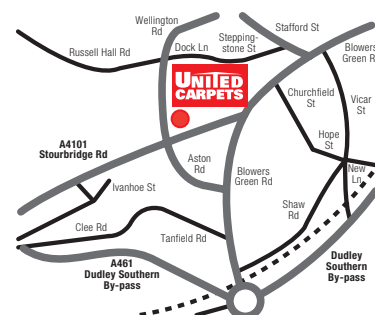 Wellington
Rd
Stafford St
Stepping-
stone St
Dock Ln
Russell Hall Rd
Blowers
Green R
UNITED
CARPETS
Churchfield
St
Vicar
St
Hope
St
A4101
Stourbridge Rd
Aston
Rd
Blowers
Green Rd
New
Ln
Ivanhoe St
Shaw
Rd
Clee Rd
Tanfield Rd
A461
Dudley Southern
By-pass
Dudley
Southern
By-pass